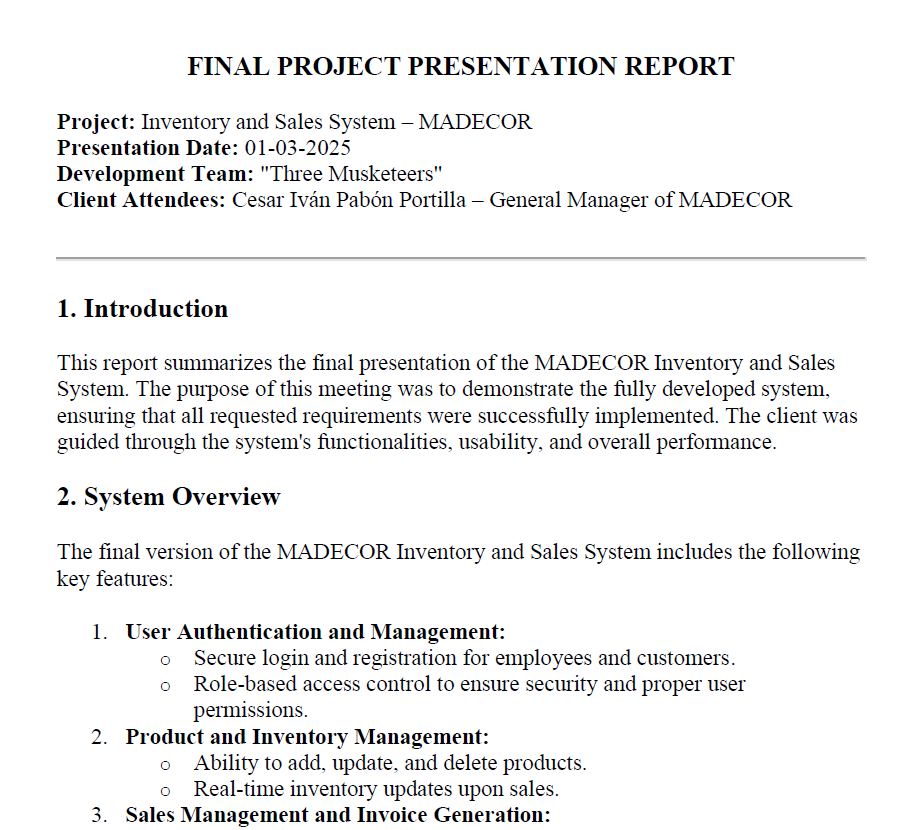 FINAL PROJECT PRESENTATION REPORT
Project: Inventory and Sales System – MADECOR
Presentation Date: 01-03-2025
Development Team: "Three Musketeers"
Client Attendees: Cesar Iván Pabón Portilla – General Manager of MADECOR
1. Introduction
This report summarizes the final presentation of the MADECOR Inventory and Sales
System. The purpose of this meeting was to demonstrate the fully developed system,
ensuring that all requested requirements were successfully implemented. The client was
guided through the system's functionalities, usability, and overall performance.
2. System Overview
The final version of the MADECOR Inventory and Sales System includes the following
key features:
1. User Authentication and Management:
o Secure login and registration for employees and customers.
o Role-based access control to ensure security and proper user
permissions.
2. Product and Inventory Management:
o Ability to add, update, and delete products.
o Real-time inventory updates upon sales.
3. Sales Management and Invoice Generation: